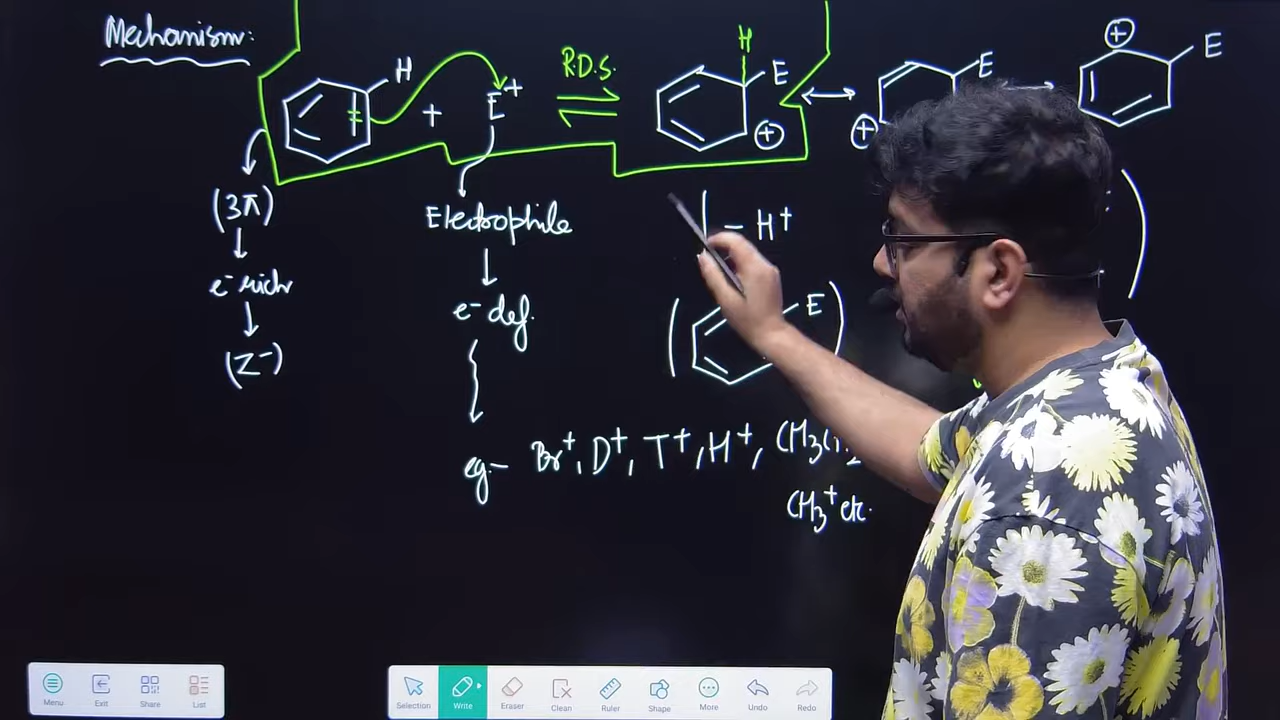 Mechanism:
H
+
E+
R.D.S.
H
E
+
E
+
E
+
(3π)
e- rich
(Z-)
Electrophile
e- def.
- H+
E
eg:- Br+, D+, T+, H+,
CH3+ etc.
Menu
Exit
Share
List
Selection
Write
Eraser
Clean
Ruler
Shape
More
Undo
Redo